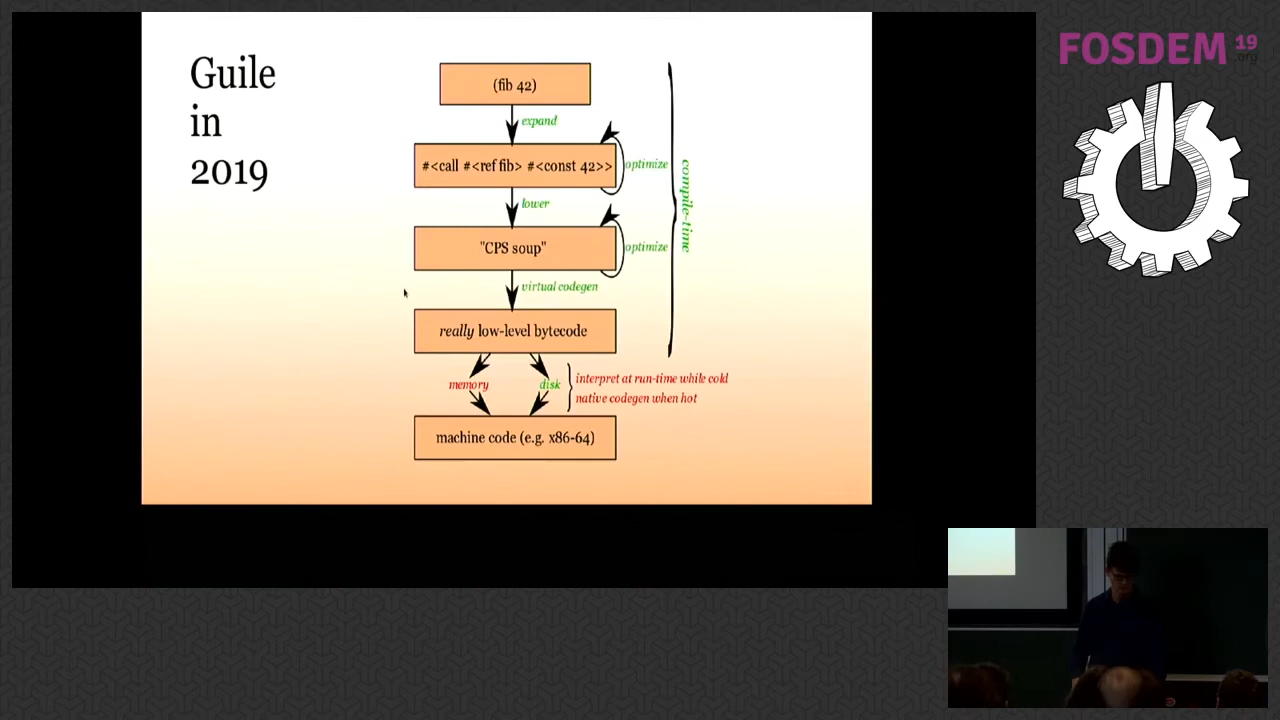 Guile
in
2019
(fib 42)
expand
#<call #<ref fib> #<const 42>>
optimize
lower
"CPS soup"
optimize
virtual codegen
really low-level bytecode
compile-time
memory
disk
interpret at run-time while cold
native codegen when hot
machine code (e.g. x86-64)
FOSDEM 19
.org